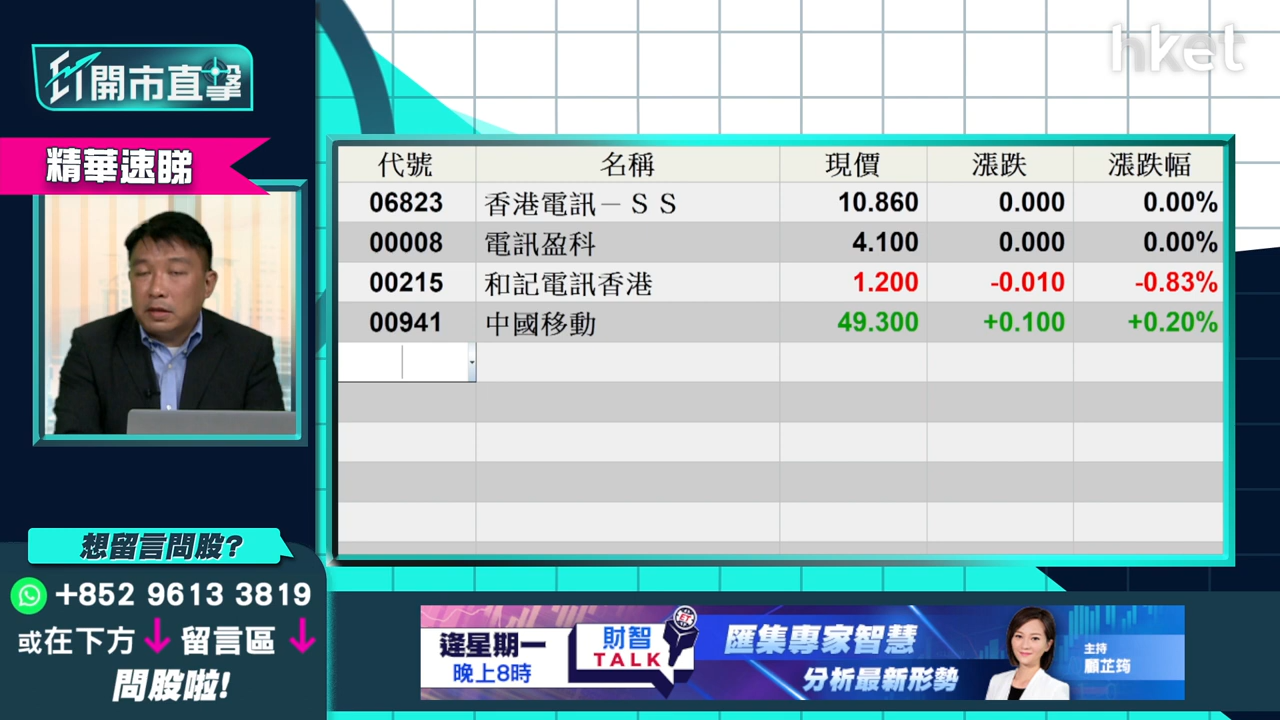 hket
ET開市直擊
精華速睇
代號 名稱 現價 漲跌 漲跌幅
06823 香港電訊－ＳＳ 10.860 0.000 0.00%
00008 電訊盈科 4.100 0.000 0.00%
00215 和記電訊香港 1.200 -0.010 -0.83%
00941 中國移動 49.300 +0.100 +0.20%
想留言問股?
+852 9613 3819
或在下方↓留言區↓
問股啦!
逢星期一
晚上8時
財智
TALK
匯集專家智慧
分析最新形勢
主持
顧芷筠